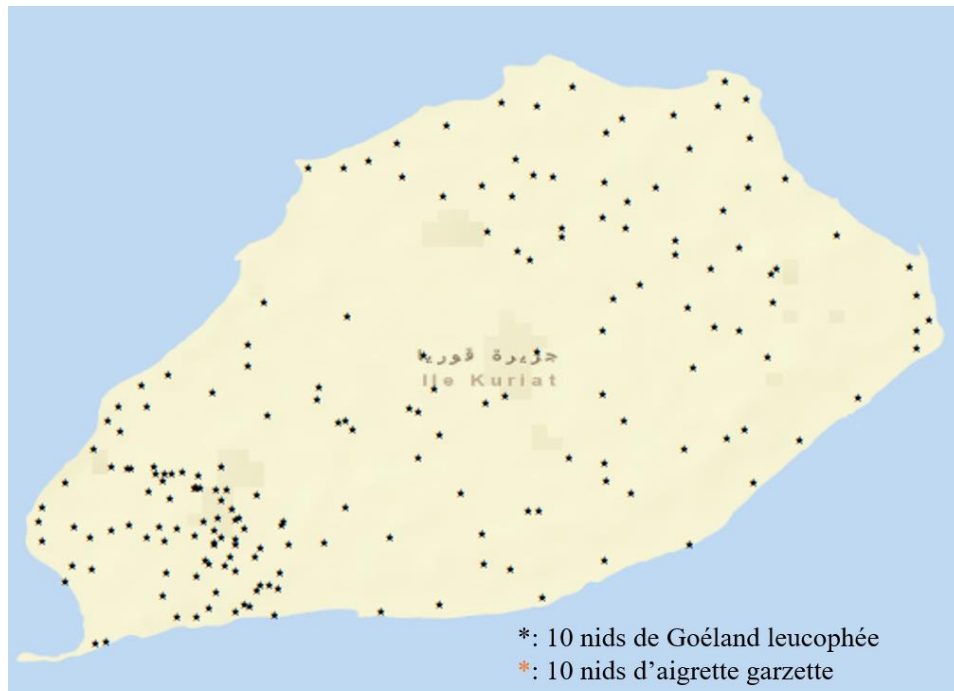 جزيرة قوريا
Ile Kuriat
*: 10 nids de Goéland leucophée
*: 10 nids d’aigrette garzette